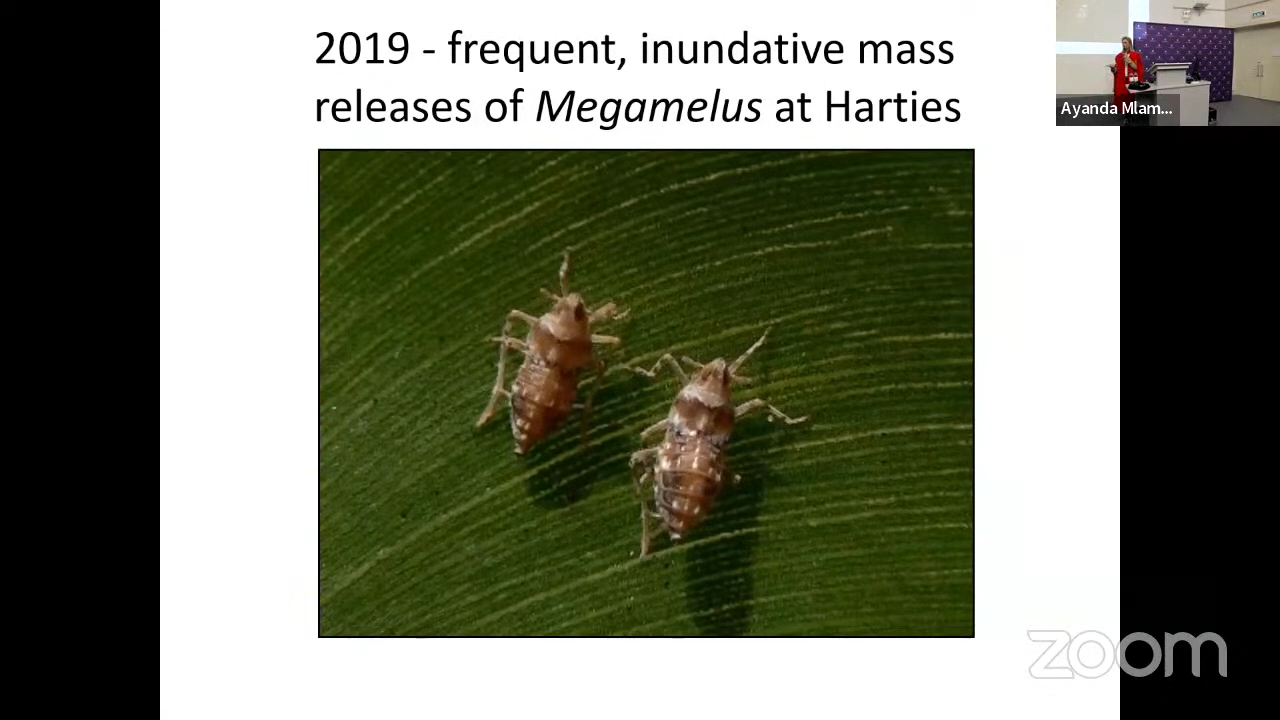 2019 - frequent, inundative mass
releases of Megamelus at Harties
Ayanda Mlam...
zoom